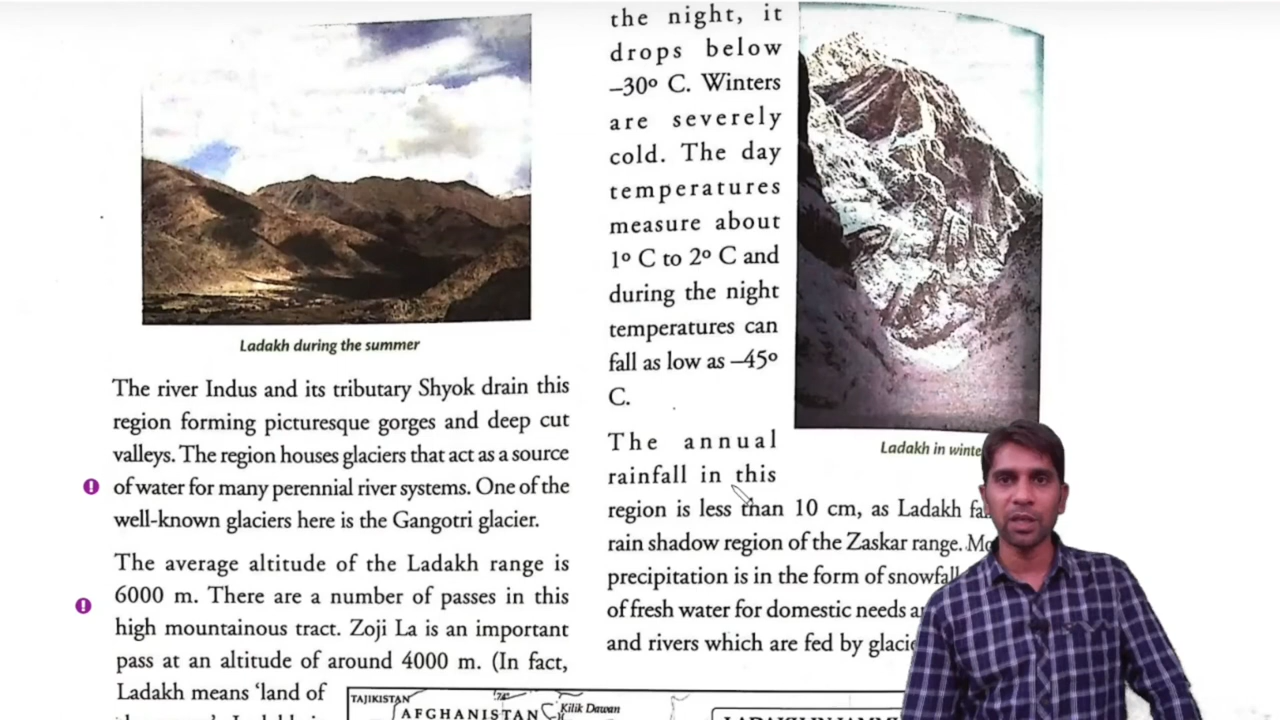 Ladakh during the summer
The river Indus and its tributary Shyok drain this
region forming picturesque gorges and deep cut
valleys. The region houses glaciers that act as a source
of water for many perennial river systems. One of the
well-known glaciers here is the Gangotri glacier.
The average altitude of the Ladakh range is
6000 m. There are a number of passes in this
high mountainous tract. Zoji La is an important
pass at an altitude of around 4000 m. (In fact,
Ladakh means 'land of
the night, it
drops below
–30º C. Winters
are severely
cold. The day
temperatures
measure about
1º C to 2º C and
during the night
temperatures can
fall as low as –45º
C.
Ladakh in
The annual
rainfall in this
region is less than 10 cm, as Ladakh
rain shadow region of the Zaskar range.
precipitation is in the form of snowfall
of fresh water for domestic needs
and rivers which are fed by
TAJIKISTAN
74º
AFGHANISTAN
Kilik Dawan